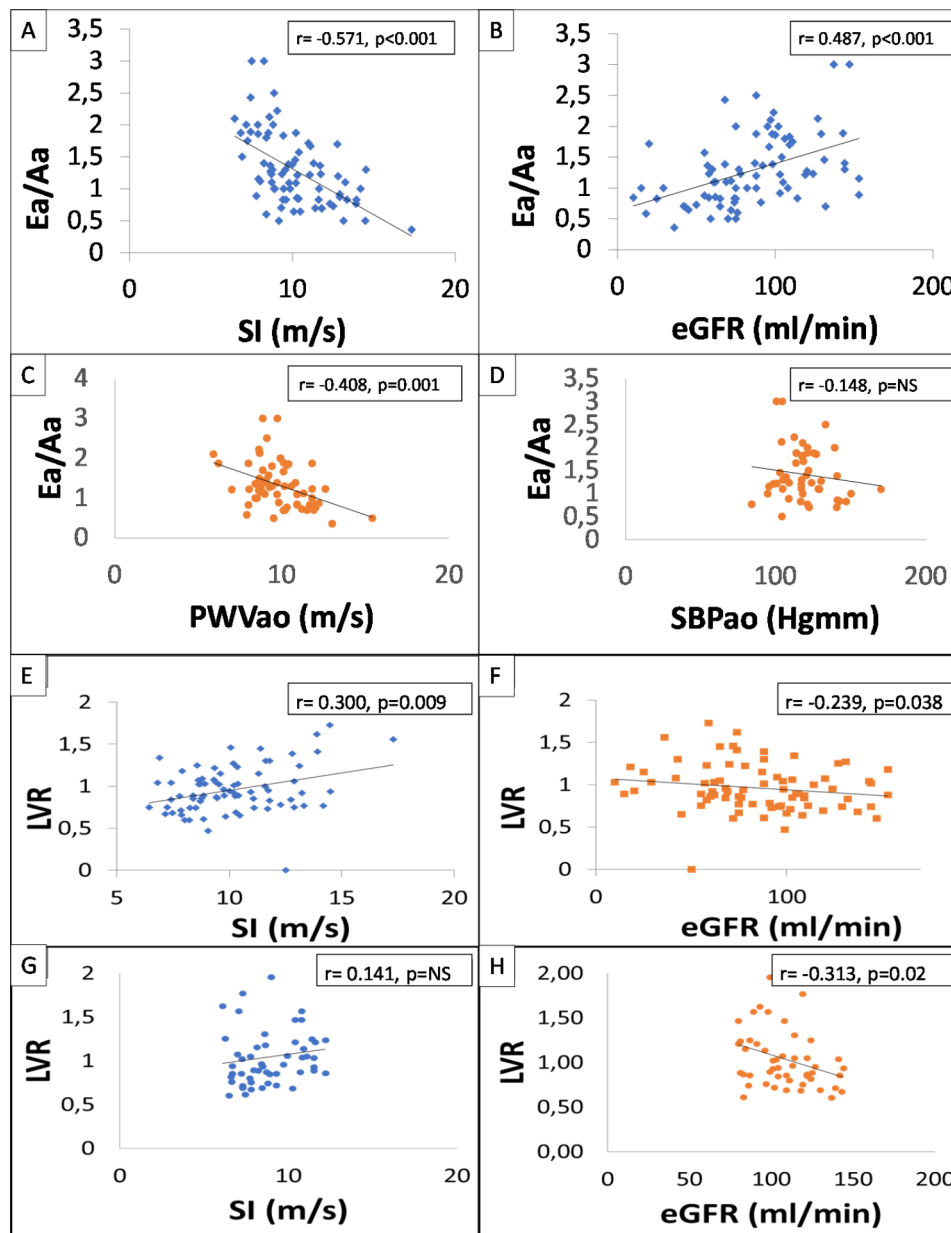 A
r= -0.571, p<0.001
3,5
3
2,5
2
1,5
1
0,5
0
Ea/Aa
0
10
20
SI (m/s)
B
r= 0.487, p<0.001
3,5
3
2,5
2
1,5
1
0,5
0
Ea/Aa
0
100
200
eGFR (ml/min)
C
r= -0.408, p=0.001
4
3
2
1
0
Ea/Aa
0
10
20
PWVao (m/s)
D
r= -0.148, p=NS
3,5
3
2,5
2
1,5
1
0,5
0
Ea/Aa
0
100
200
SBPao (Hgmm)
E
r= 0.300, p=0.009
2
1,5
1
0,5
0
LVR
5
10
15
20
SI (m/s)
F
r= -0.239, p=0.038
2
1,5
1
0,5
0
LVR
0
100
eGFR (ml/min)
G
r= 0.141, p=NS
2
1,5
1
0,5
0
LVR
0
10
20
SI (m/s)
H
r= -0.313, p=0.02
2,00
1,50
1,00
0,50
0,00
LVR
0
50
100
150
200
eGFR (ml/min)